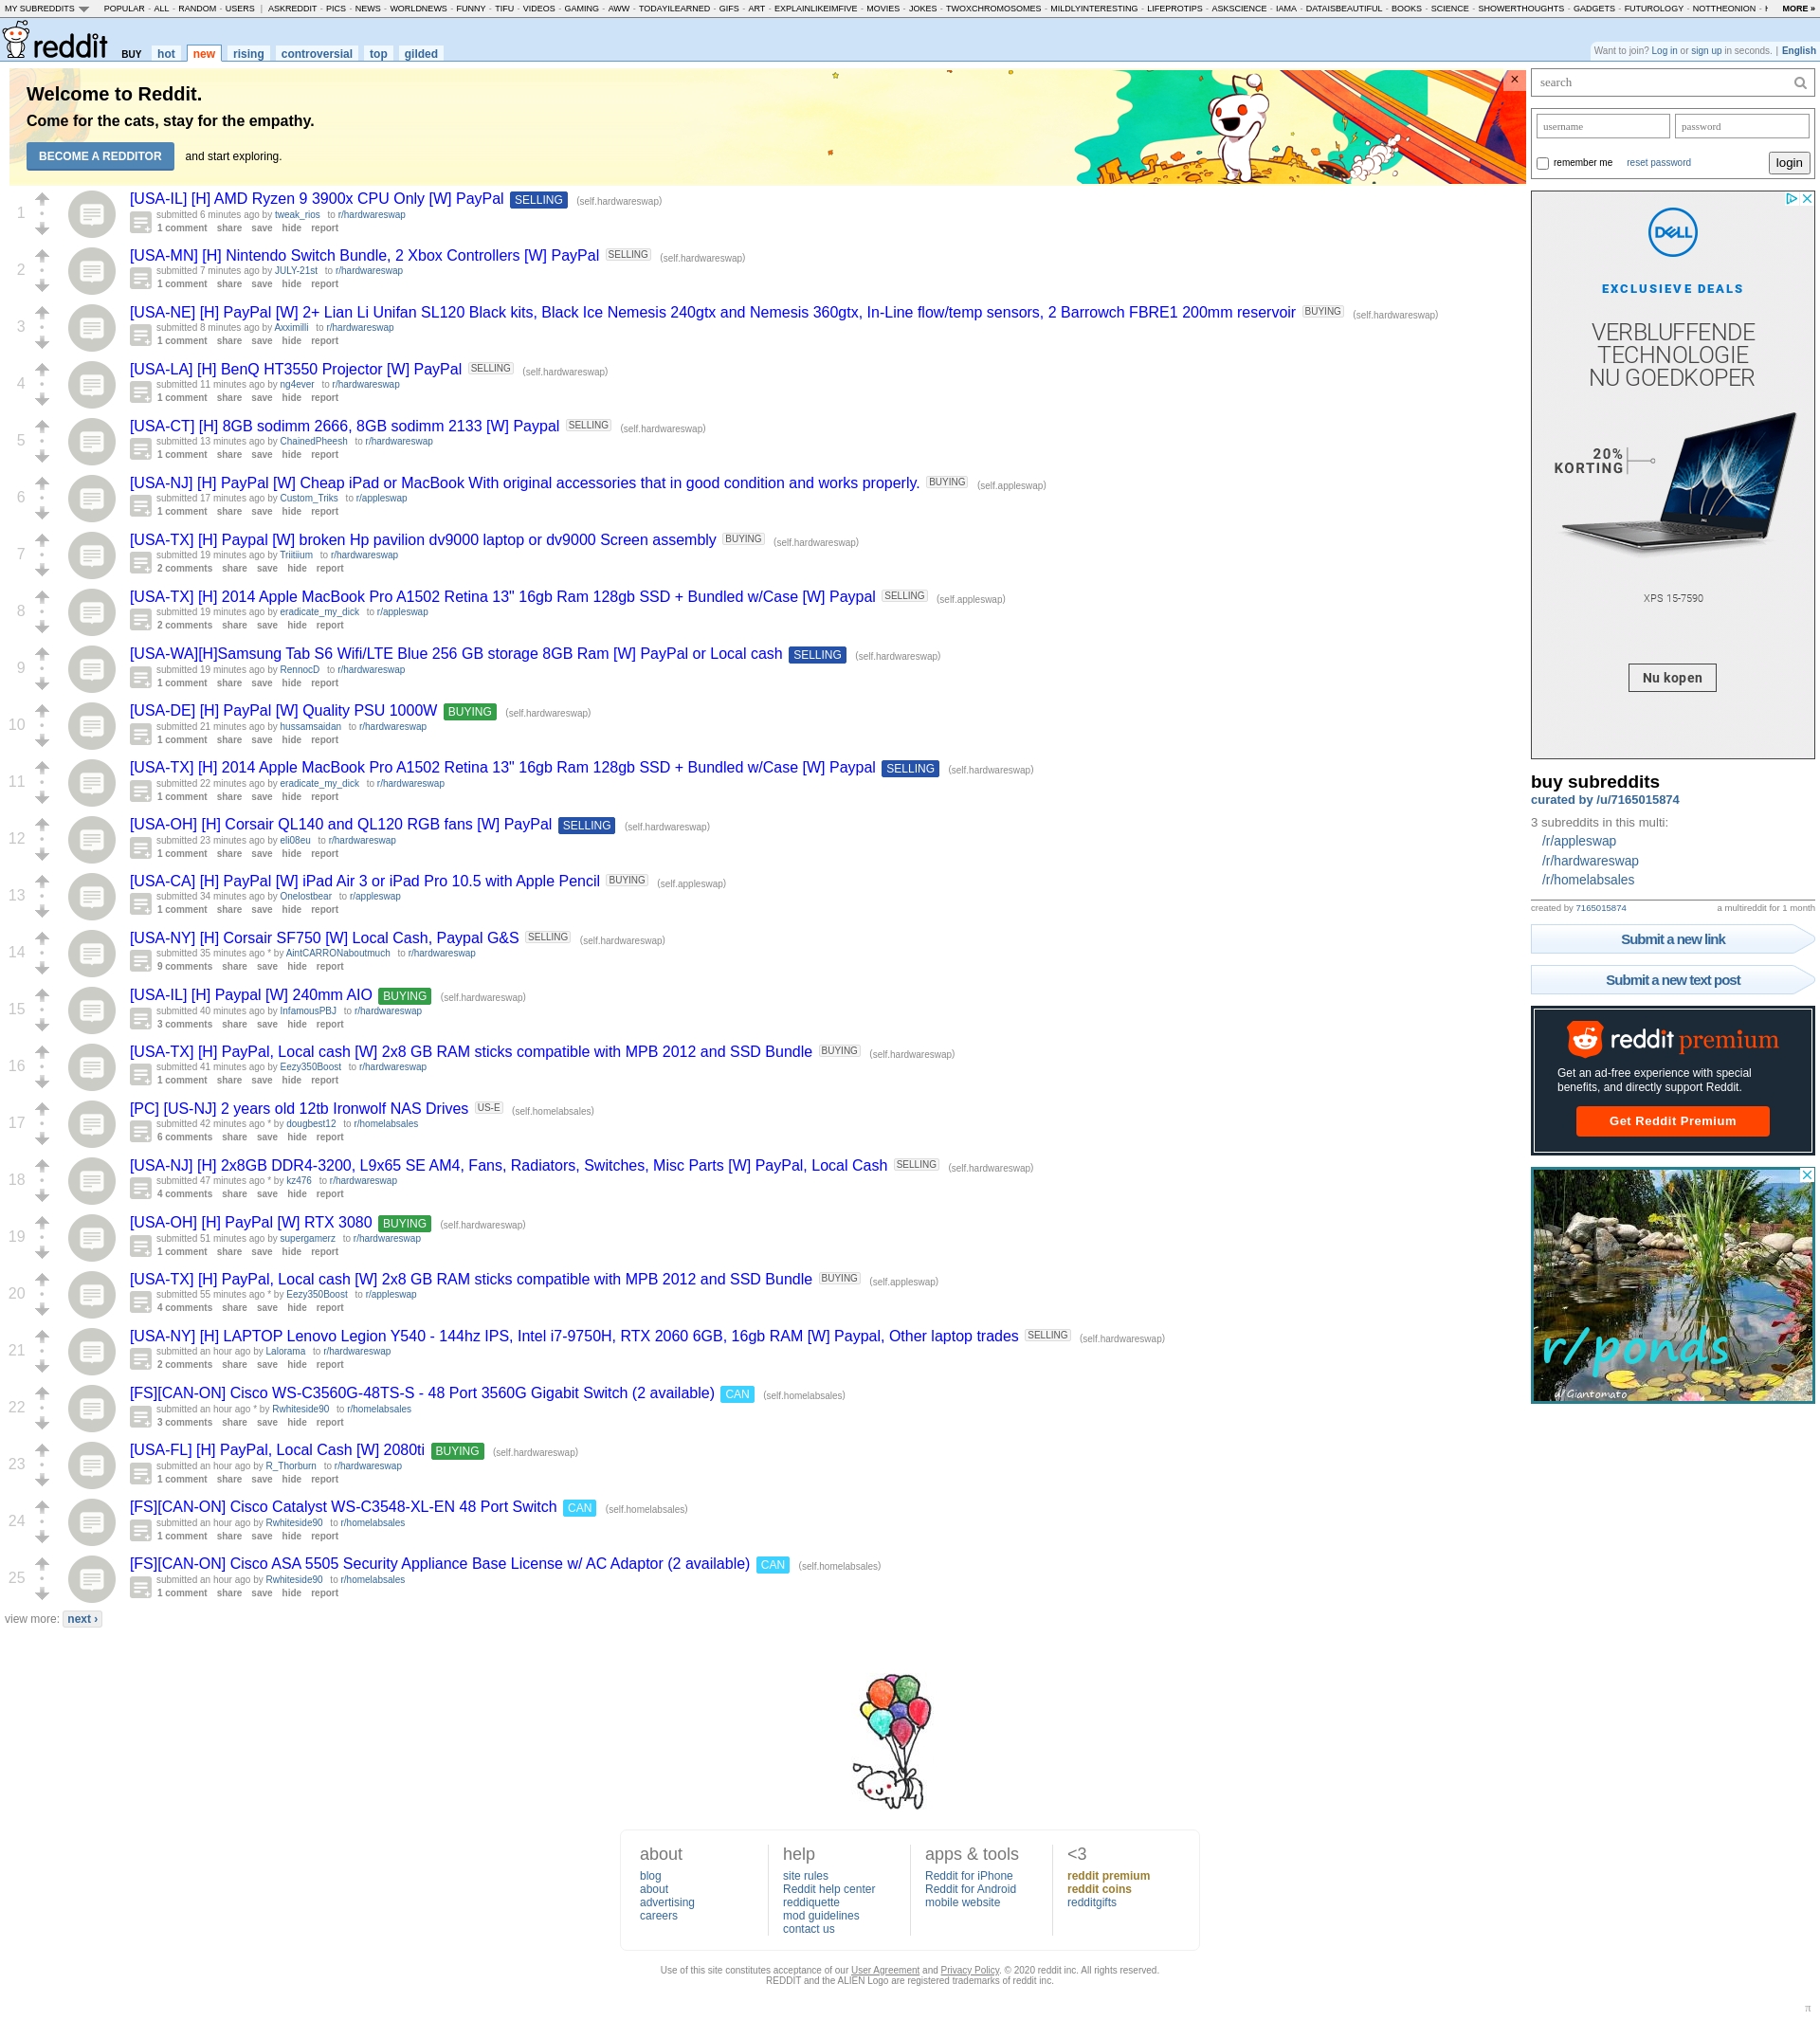 MY SUBREDDITS POPULAR - ALL - RANDOM - USERS | ASKREDDIT - PICS - NEWS - WORLDNEWS - FUNNY - TIFU - VIDEOS - GAMING - AWW - TODAYILEARNED - GIFS - ART - EXPLAINLIKEIMFIVE - MOVIES - JOKES - TWOXCHROMOSOMES - MILDLYINTERESTING - LIFEPROTIPS - ASKSCIENCE - IAMA - DATAISBEAUTIFUL - BOOKS - SCIENCE - SHOWERTHOUGHTS - GADGETS - FUTUROLOGY - NOTTHEONION - MORE »
reddit BUY hot new rising controversial top gilded
Want to join? Log in or sign up in seconds. | English
Welcome to Reddit.
Come for the cats, stay for the empathy.
BECOME A REDDITOR and start exploring.
×
1
[USA-IL] [H] AMD Ryzen 9 3900x CPU Only [W] PayPal SELLING (self.hardwareswap)
submitted 6 minutes ago by tweak_rios to r/hardwareswap
1 comment share save hide report
2
[USA-MN] [H] Nintendo Switch Bundle, 2 Xbox Controllers [W] PayPal SELLING (self.hardwareswap)
submitted 7 minutes ago by JULY-21st to r/hardwareswap
1 comment share save hide report
3
[USA-NE] [H] PayPal [W] 2+ Lian Li Unifan SL120 Black kits, Black Ice Nemesis 240gtx and Nemesis 360gtx, In-Line flow/temp sensors, 2 Barrowch FBRE1 200mm reservoir BUYING (self.hardwareswap)
submitted 8 minutes ago by Axximilli to r/hardwareswap
1 comment share save hide report
4
[USA-LA] [H] BenQ HT3550 Projector [W] PayPal SELLING (self.hardwareswap)
submitted 11 minutes ago by ng4ever to r/hardwareswap
1 comment share save hide report
5
[USA-CT] [H] 8GB sodimm 2666, 8GB sodimm 2133 [W] Paypal SELLING (self.hardwareswap)
submitted 13 minutes ago by ChainedPheesh to r/hardwareswap
1 comment share save hide report
6
[USA-NJ] [H] PayPal [W] Cheap iPad or MacBook With original accessories that in good condition and works properly. BUYING (self.appleswap)
submitted 17 minutes ago by Custom_Triks to r/appleswap
1 comment share save hide report
7
[USA-TX] [H] Paypal [W] broken Hp pavilion dv9000 laptop or dv9000 Screen assembly BUYING (self.hardwareswap)
submitted 19 minutes ago by Triitiium to r/hardwareswap
2 comments share save hide report
8
[USA-TX] [H] 2014 Apple MacBook Pro A1502 Retina 13" 16gb Ram 128gb SSD + Bundled w/Case [W] Paypal SELLING (self.appleswap)
submitted 19 minutes ago by eradicate_my_dick to r/appleswap
2 comments share save hide report
9
[USA-WA][H]Samsung Tab S6 Wifi/LTE Blue 256 GB storage 8GB Ram [W] PayPal or Local cash SELLING (self.hardwareswap)
submitted 19 minutes ago by RennocD to r/hardwareswap
1 comment share save hide report
10
[USA-DE] [H] PayPal [W] Quality PSU 1000W BUYING (self.hardwareswap)
submitted 21 minutes ago by hussamsaidan to r/hardwareswap
1 comment share save hide report
11
[USA-TX] [H] 2014 Apple MacBook Pro A1502 Retina 13" 16gb Ram 128gb SSD + Bundled w/Case [W] Paypal SELLING (self.hardwareswap)
submitted 22 minutes ago by eradicate_my_dick to r/hardwareswap
1 comment share save hide report
12
[USA-OH] [H] Corsair QL140 and QL120 RGB fans [W] PayPal SELLING (self.hardwareswap)
submitted 23 minutes ago by eli08eu to r/hardwareswap
1 comment share save hide report
13
[USA-CA] [H] PayPal [W] iPad Air 3 or iPad Pro 10.5 with Apple Pencil BUYING (self.appleswap)
submitted 34 minutes ago by Onelostbear to r/appleswap
1 comment share save hide report
14
[USA-NY] [H] Corsair SF750 [W] Local Cash, Paypal G&S SELLING (self.hardwareswap)
submitted 35 minutes ago * by AintCARRONaboutmuch to r/hardwareswap
9 comments share save hide report
15
[USA-IL] [H] Paypal [W] 240mm AIO BUYING (self.hardwareswap)
submitted 40 minutes ago by InfamousPBJ to r/hardwareswap
3 comments share save hide report
16
[USA-TX] [H] PayPal, Local cash [W] 2x8 GB RAM sticks compatible with MPB 2012 and SSD Bundle BUYING (self.hardwareswap)
submitted 41 minutes ago by Eezy350Boost to r/hardwareswap
1 comment share save hide report
17
[PC] [US-NJ] 2 years old 12tb Ironwolf NAS Drives US-E (self.homelabsales)
submitted 42 minutes ago * by dougbest12 to r/homelabsales
6 comments share save hide report
18
[USA-NJ] [H] 2x8GB DDR4-3200, L9x65 SE AM4, Fans, Radiators, Switches, Misc Parts [W] PayPal, Local Cash SELLING (self.hardwareswap)
submitted 47 minutes ago * by kz476 to r/hardwareswap
4 comments share save hide report
19
[USA-OH] [H] PayPal [W] RTX 3080 BUYING (self.hardwareswap)
submitted 51 minutes ago by supergamerz to r/hardwareswap
1 comment share save hide report
20
[USA-TX] [H] PayPal, Local cash [W] 2x8 GB RAM sticks compatible with MPB 2012 and SSD Bundle BUYING (self.appleswap)
submitted 55 minutes ago * by Eezy350Boost to r/appleswap
4 comments share save hide report
21
[USA-NY] [H] LAPTOP Lenovo Legion Y540 - 144hz IPS, Intel i7-9750H, RTX 2060 6GB, 16gb RAM [W] Paypal, Other laptop trades SELLING (self.hardwareswap)
submitted an hour ago by Lalorama to r/hardwareswap
2 comments share save hide report
22
[FS][CAN-ON] Cisco WS-C3560G-48TS-S - 48 Port 3560G Gigabit Switch (2 available) CAN (self.homelabsales)
submitted an hour ago * by Rwhiteside90 to r/homelabsales
3 comments share save hide report
23
[USA-FL] [H] PayPal, Local Cash [W] 2080ti BUYING (self.hardwareswap)
submitted an hour ago by R_Thorburn to r/hardwareswap
1 comment share save hide report
24
[FS][CAN-ON] Cisco Catalyst WS-C3548-XL-EN 48 Port Switch CAN (self.homelabsales)
submitted an hour ago by Rwhiteside90 to r/homelabsales
1 comment share save hide report
25
[FS][CAN-ON] Cisco ASA 5505 Security Appliance Base License w/ AC Adaptor (2 available) CAN (self.homelabsales)
submitted an hour ago by Rwhiteside90 to r/homelabsales
1 comment share save hide report
view more: next ›
search
username password
remember me reset password login
DELL
EXCLUSIEVE DEALS
VERBLUFFENDE
TECHNOLOGIE
NU GOEDKOPER
20%
KORTING
XPS 15-7590
Nu kopen
buy subreddits
curated by /u/7165015874
3 subreddits in this multi:
/r/appleswap
/r/hardwareswap
/r/homelabsales
created by 7165015874 a multireddit for 1 month
Submit a new link
Submit a new text post
reddit premium
Get an ad-free experience with special
benefits, and directly support Reddit.
Get Reddit Premium
r/ponds
u/Giantomato
about
blog
about
advertising
careers
help
site rules
Reddit help center
reddiquette
mod guidelines
contact us
apps & tools
Reddit for iPhone
Reddit for Android
mobile website
<3
reddit premium
reddit coins
redditgifts
Use of this site constitutes acceptance of our User Agreement and Privacy Policy. © 2020 reddit inc. All rights reserved.
REDDIT and the ALIEN Logo are registered trademarks of reddit inc.
π